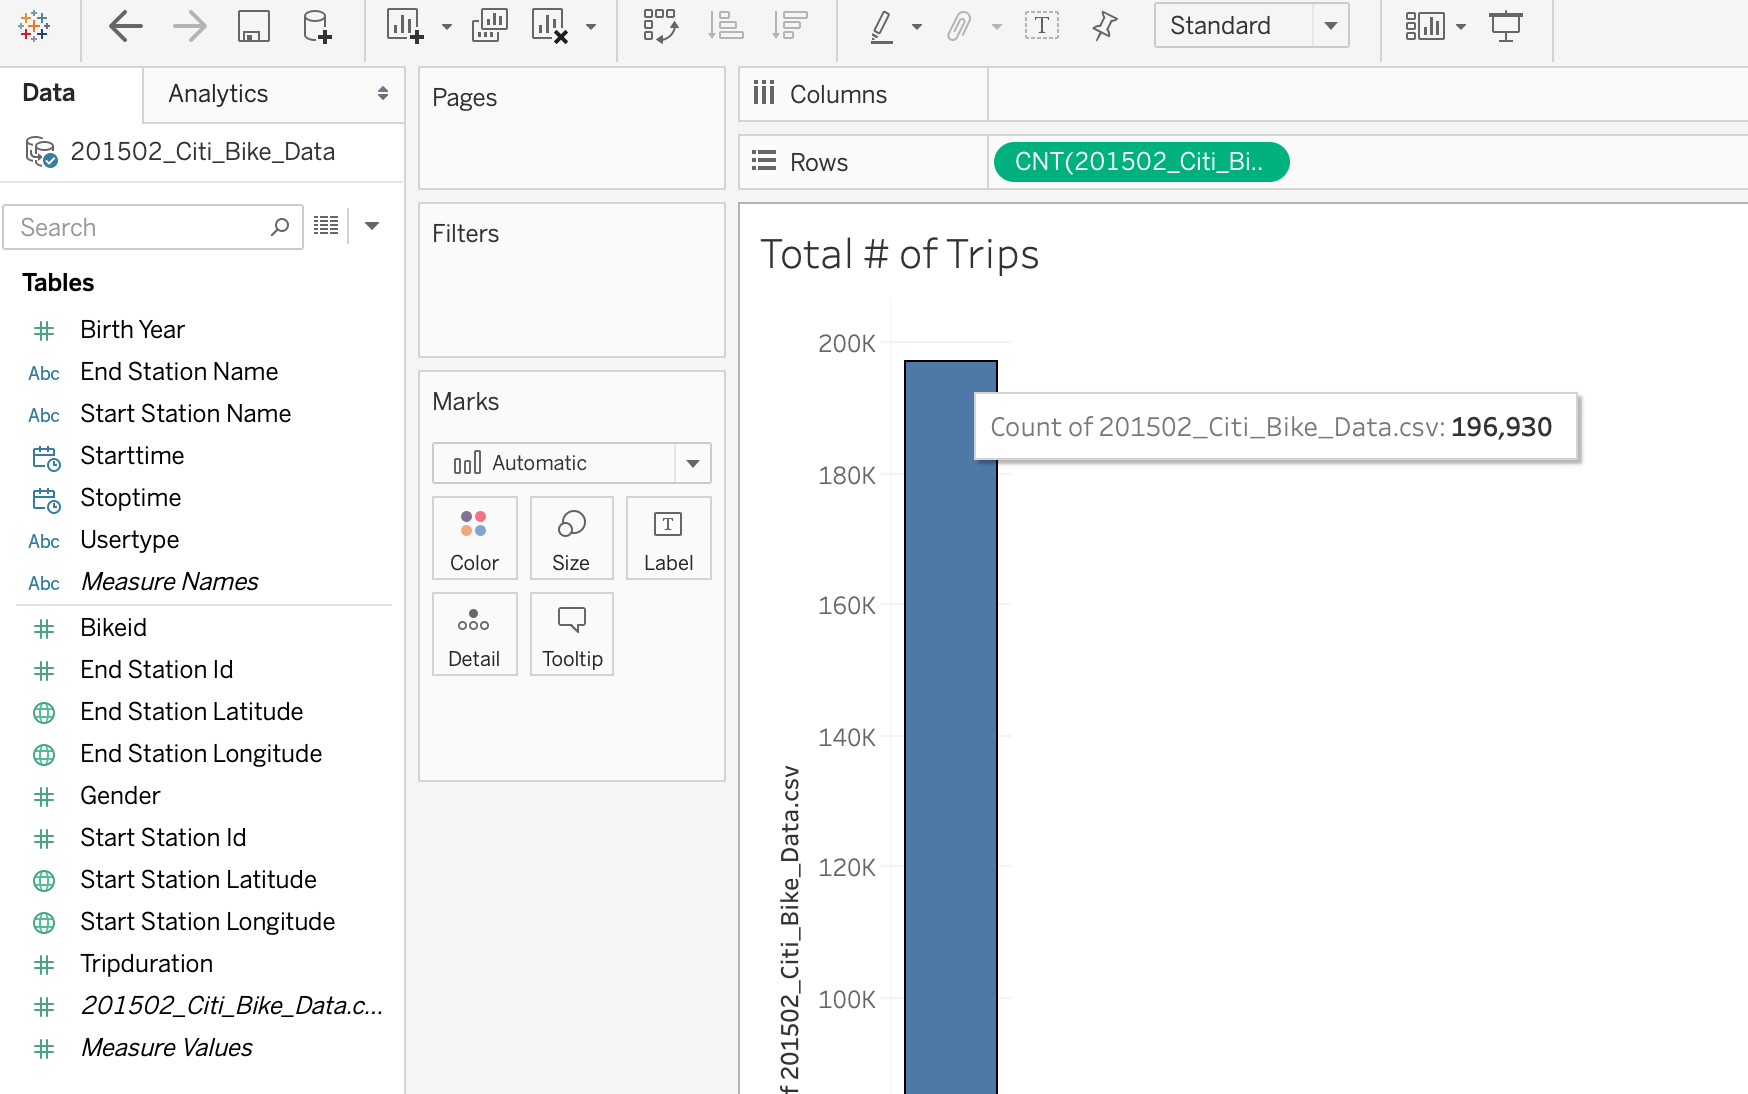 Standard
Data
Analytics
201502_Citi_Bike_Data
Search
Tables
Birth Year
Abc End Station Name
Abc Start Station Name
Starttime
Stoptime
Abc Usertype
Abc Measure Names
Bikeid
End Station Id
End Station Latitude
End Station Longitude
Gender
Start Station Id
Start Station Latitude
Start Station Longitude
Tripduration
201502_Citi_Bike_Data.c...
Measure Values
Pages
Filters
Marks
Automatic
Color
Size
Label
Detail
Tooltip
Columns
Rows
CNT(201502_Citi_Bi..
Total # of Trips
200K
180K
160K
140K
120K
100K
f 201502_Citi_Bike_Data.csv
Count of 201502_Citi_Bike_Data.csv: 196,930